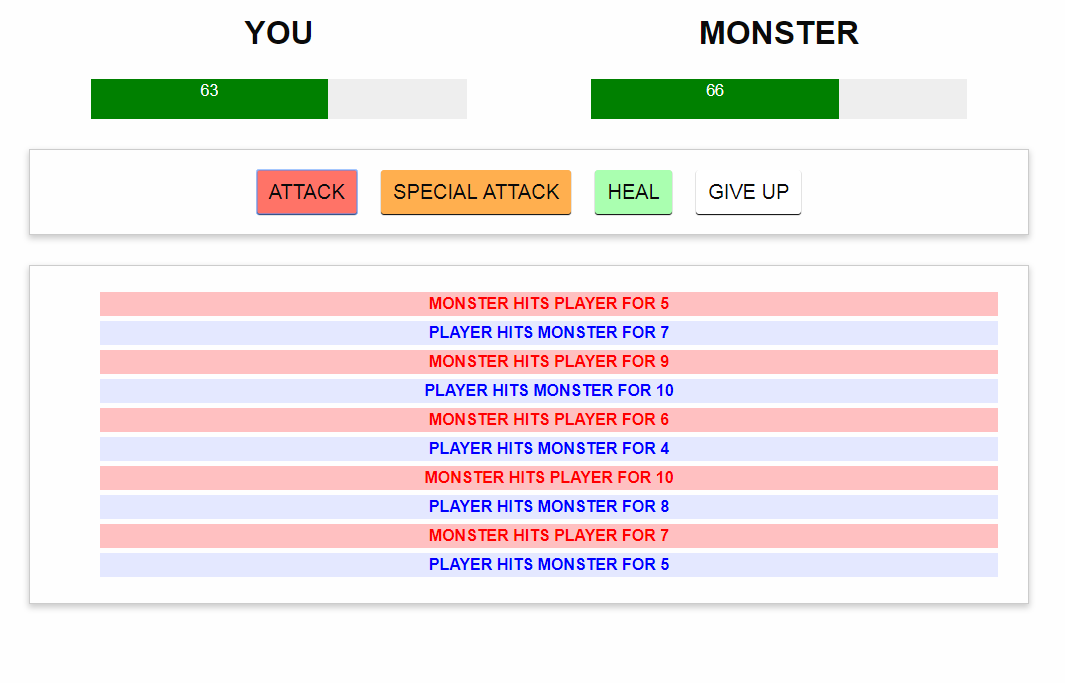 YOU
MONSTER
63
66
ATTACK
SPECIAL ATTACK
HEAL
GIVE UP
MONSTER HITS PLAYER FOR 5
PLAYER HITS MONSTER FOR 7
MONSTER HITS PLAYER FOR 9
PLAYER HITS MONSTER FOR 10
MONSTER HITS PLAYER FOR 6
PLAYER HITS MONSTER FOR 4
MONSTER HITS PLAYER FOR 10
PLAYER HITS MONSTER FOR 8
MONSTER HITS PLAYER FOR 7
PLAYER HITS MONSTER FOR 5